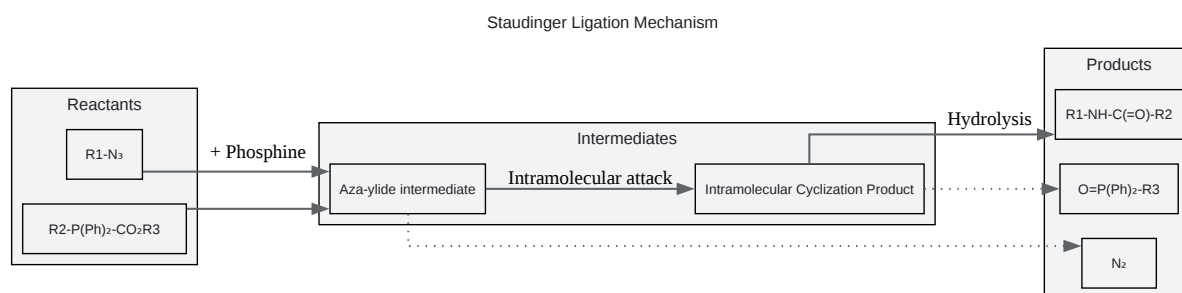 Staudinger Ligation Mechanism
Reactants
R1-N₃
R2-P(Ph)₂-CO₂R3
+ Phosphine
Intermediates
Aza-ylide intermediate
Intramolecular attack
Intramolecular Cyclization Product
Hydrolysis
Products
R1-NH-C(=O)-R2
O=P(Ph)₂-R3
N₂